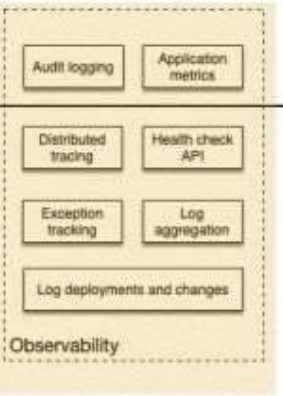 Audit logging
Application
metrics
Distributed
tracing
Health check
API
Exception
tracking
Log
aggregation
Log deployments and changes
Observability